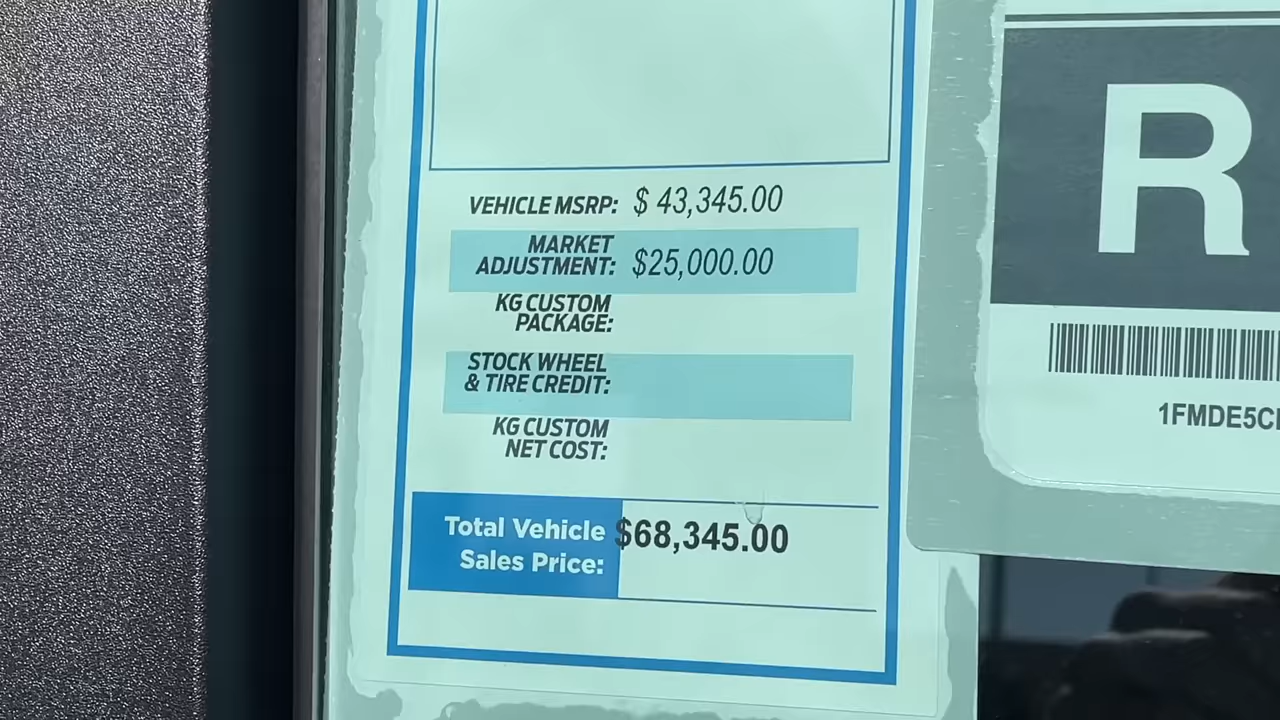 VEHICLE MSRP: $ 43,345.00
MARKET
ADJUSTMENT: $25,000.00
KG CUSTOM
PACKAGE:
STOCK WHEEL
& TIRE CREDIT:
KG CUSTOM
NET COST:
Total Vehicle
Sales Price:
$68,345.00
R
1FMDE5C